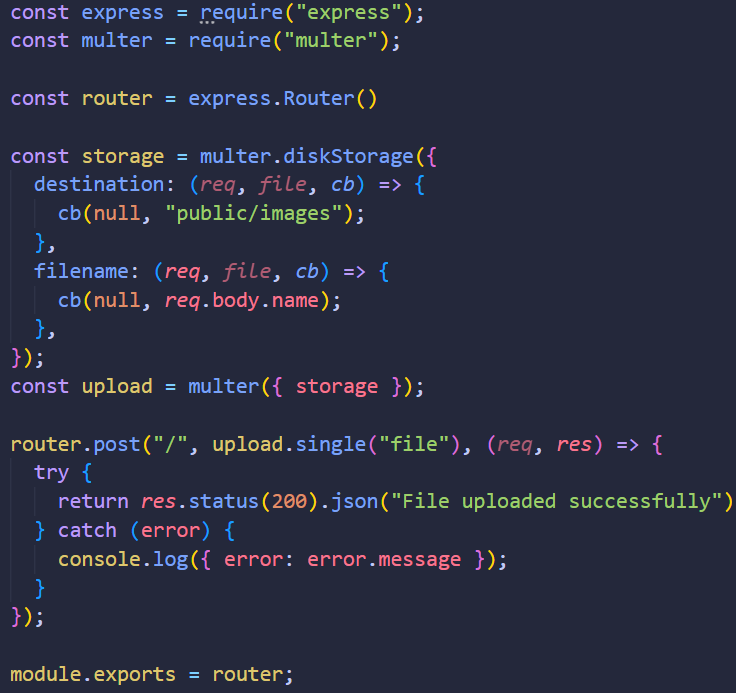 const express = require("express");
const multer = require("multer");

const router = express.Router()

const storage = multer.diskStorage({
  destination: (req, file, cb) => {
    cb(null, "public/images");
  },
  filename: (req, file, cb) => {
    cb(null, req.body.name);
  },
});
const upload = multer({ storage });

router.post("/", upload.single("file"), (req, res) => {
  try {
    return res.status(200).json("File uploaded successfully")
  } catch (error) {
    console.log({ error: error.message });
  }
});

module.exports = router;